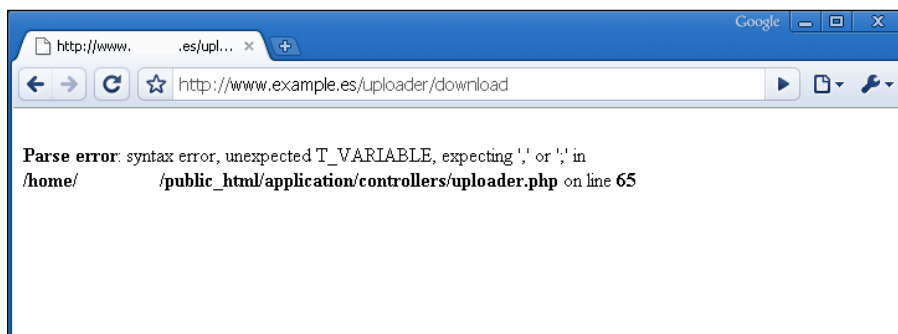 Google
http://www. .es/upl...
http://www.example.es/uploader/download
Parse error: syntax error, unexpected T_VARIABLE, expecting ',' or ';' in
/home/ /public_html/application/controllers/uploader.php on line 65